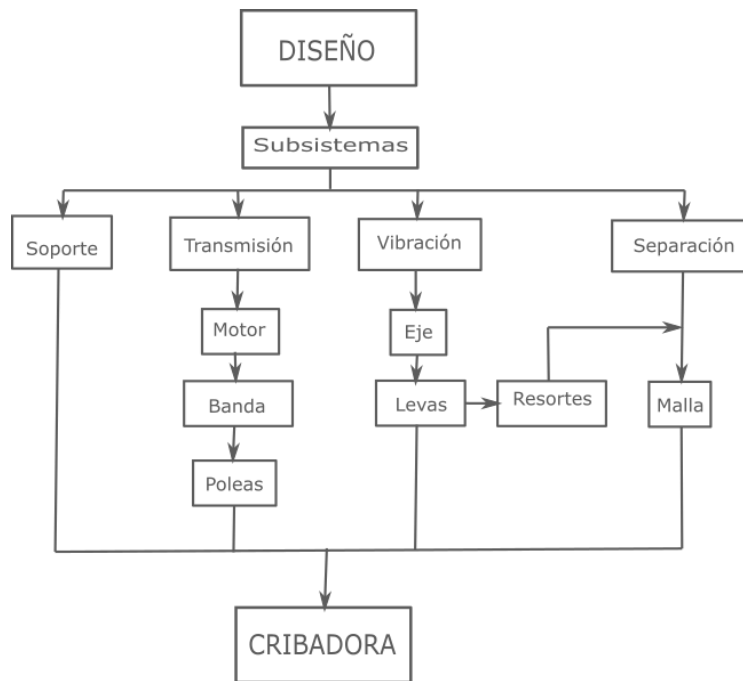 DISEÑO
Subsistemas
Soporte
Transmisión
Vibración
Separación
Motor
Eje
Banda
Levas
Resortes
Malla
Poleas
CRIBADORA